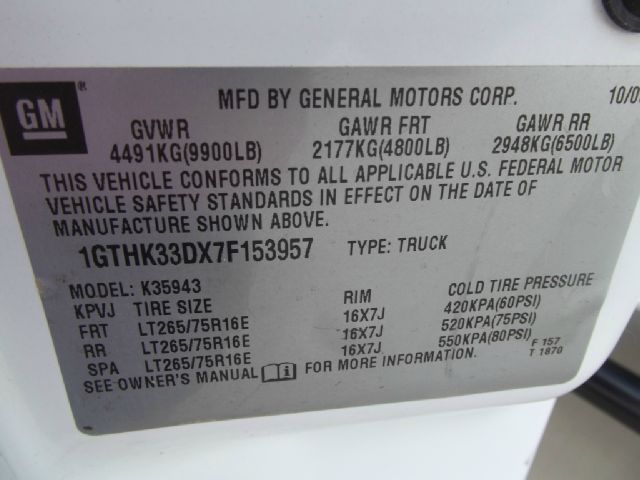 GM®
MFD BY GENERAL MOTORS CORP. 10/0
GVWR GAWR FRT GAWR RR
4491KG(9900LB) 2177KG(4800LB) 2948KG(6500LB)
THIS VEHICLE CONFORMS TO ALL APPLICABLE U.S. FEDERAL MOTOR
VEHICLE SAFETY STANDARDS IN EFFECT ON THE DATE OF
MANUFACTURE SHOWN ABOVE.
1GTHK33DX7F153957 TYPE: TRUCK
MODEL: K35943
KPVJ TIRE SIZE RIM COLD TIRE PRESSURE
FRT LT265/75R16E 16X7J 420KPA(60PSI)
RR LT265/75R16E 16X7J 520KPA(75PSI)
SPA LT265/75R16E 16X7J 550KPA(80PSI)
SEE OWNER'S MANUAL i FOR MORE INFORMATION.
F 157
T 1870